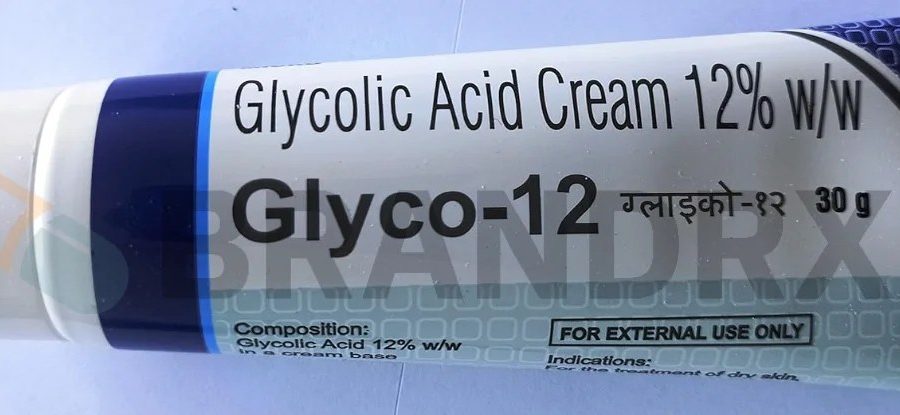 Glycolic Acid Cream 12% w/w
Glyco-12 ग्लाइको-१२ 30 g
BRANDRX
Composition:
Glycolic Acid 12% w/w
in a cream base
FOR EXTERNAL USE ONLY
Indications:
For the treatment of dry skin,